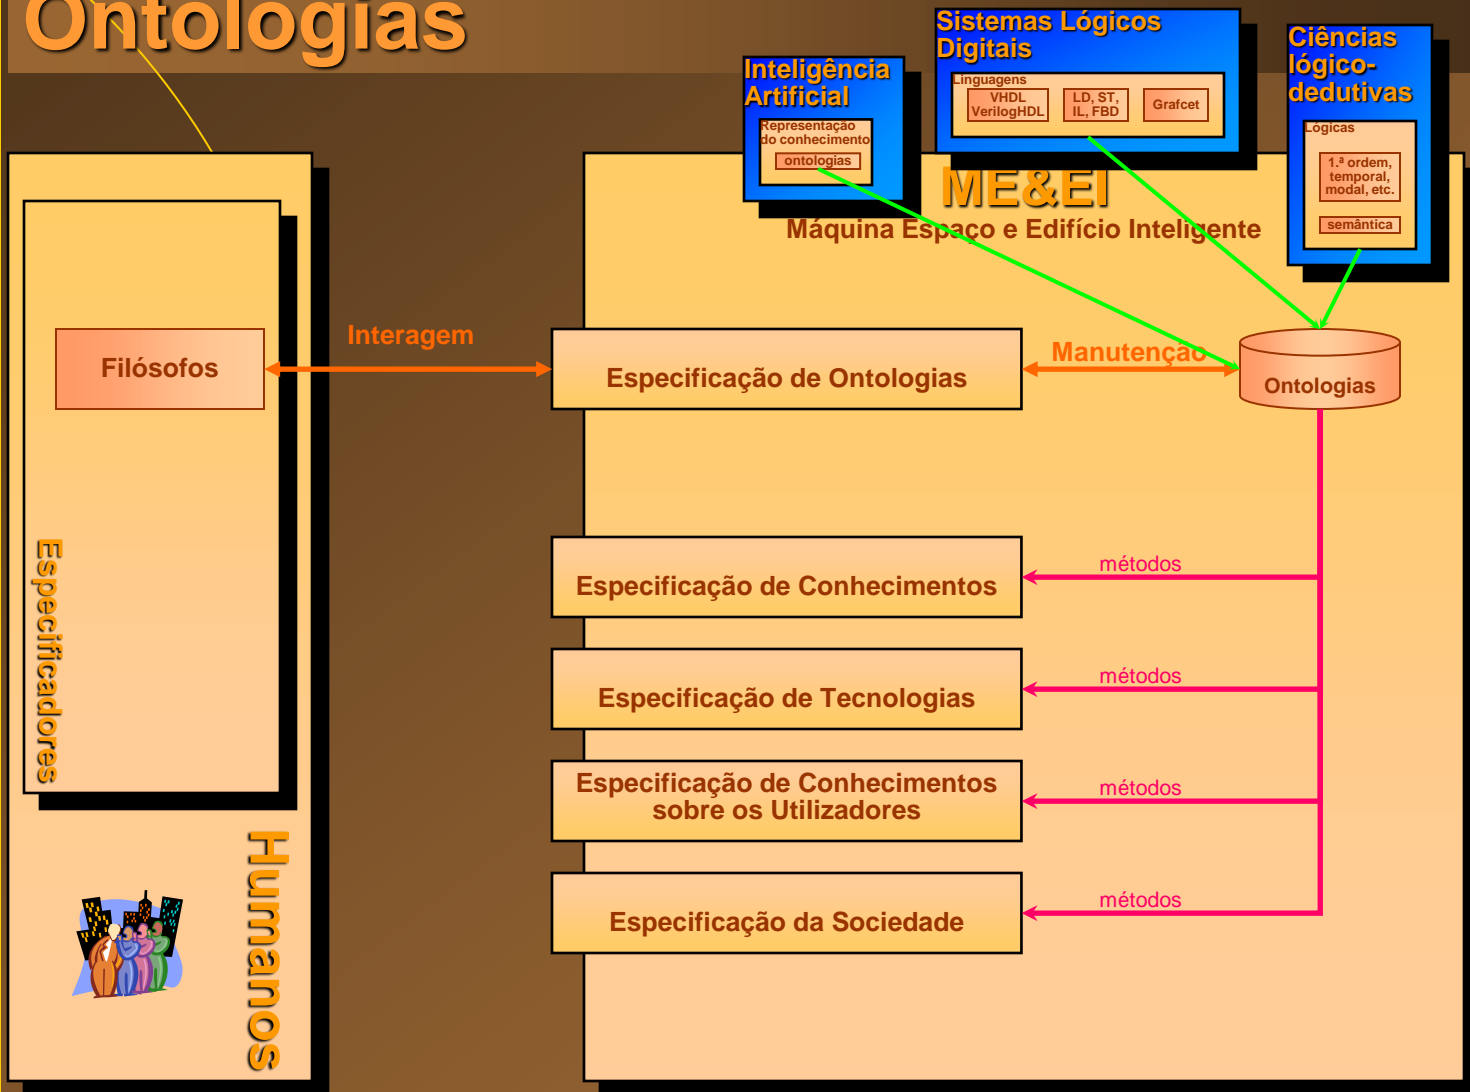 Ontologias
Inteligência
Artificial
Representação
do conhecimento
ontologias
Sistemas Lógicos
Digitais
Linguagens
VHDL
VerilogHDL
LD, ST,
IL, FBD
Grafcet
Ciências
lógico-
dedutivas
Lógicas
1.ª ordem,
temporal,
modal, etc.
semântica
ME&EI
Máquina Espaço e Edifício Inteligente
Filósofos
Interagem
Especificação de Ontologias
Manutenção
Ontologias
Especificadores
Especificação de Conhecimentos
métodos
Especificação de Tecnologias
métodos
Especificação de Conhecimentos
sobre os Utilizadores
métodos
Especificação da Sociedade
métodos
Humanos